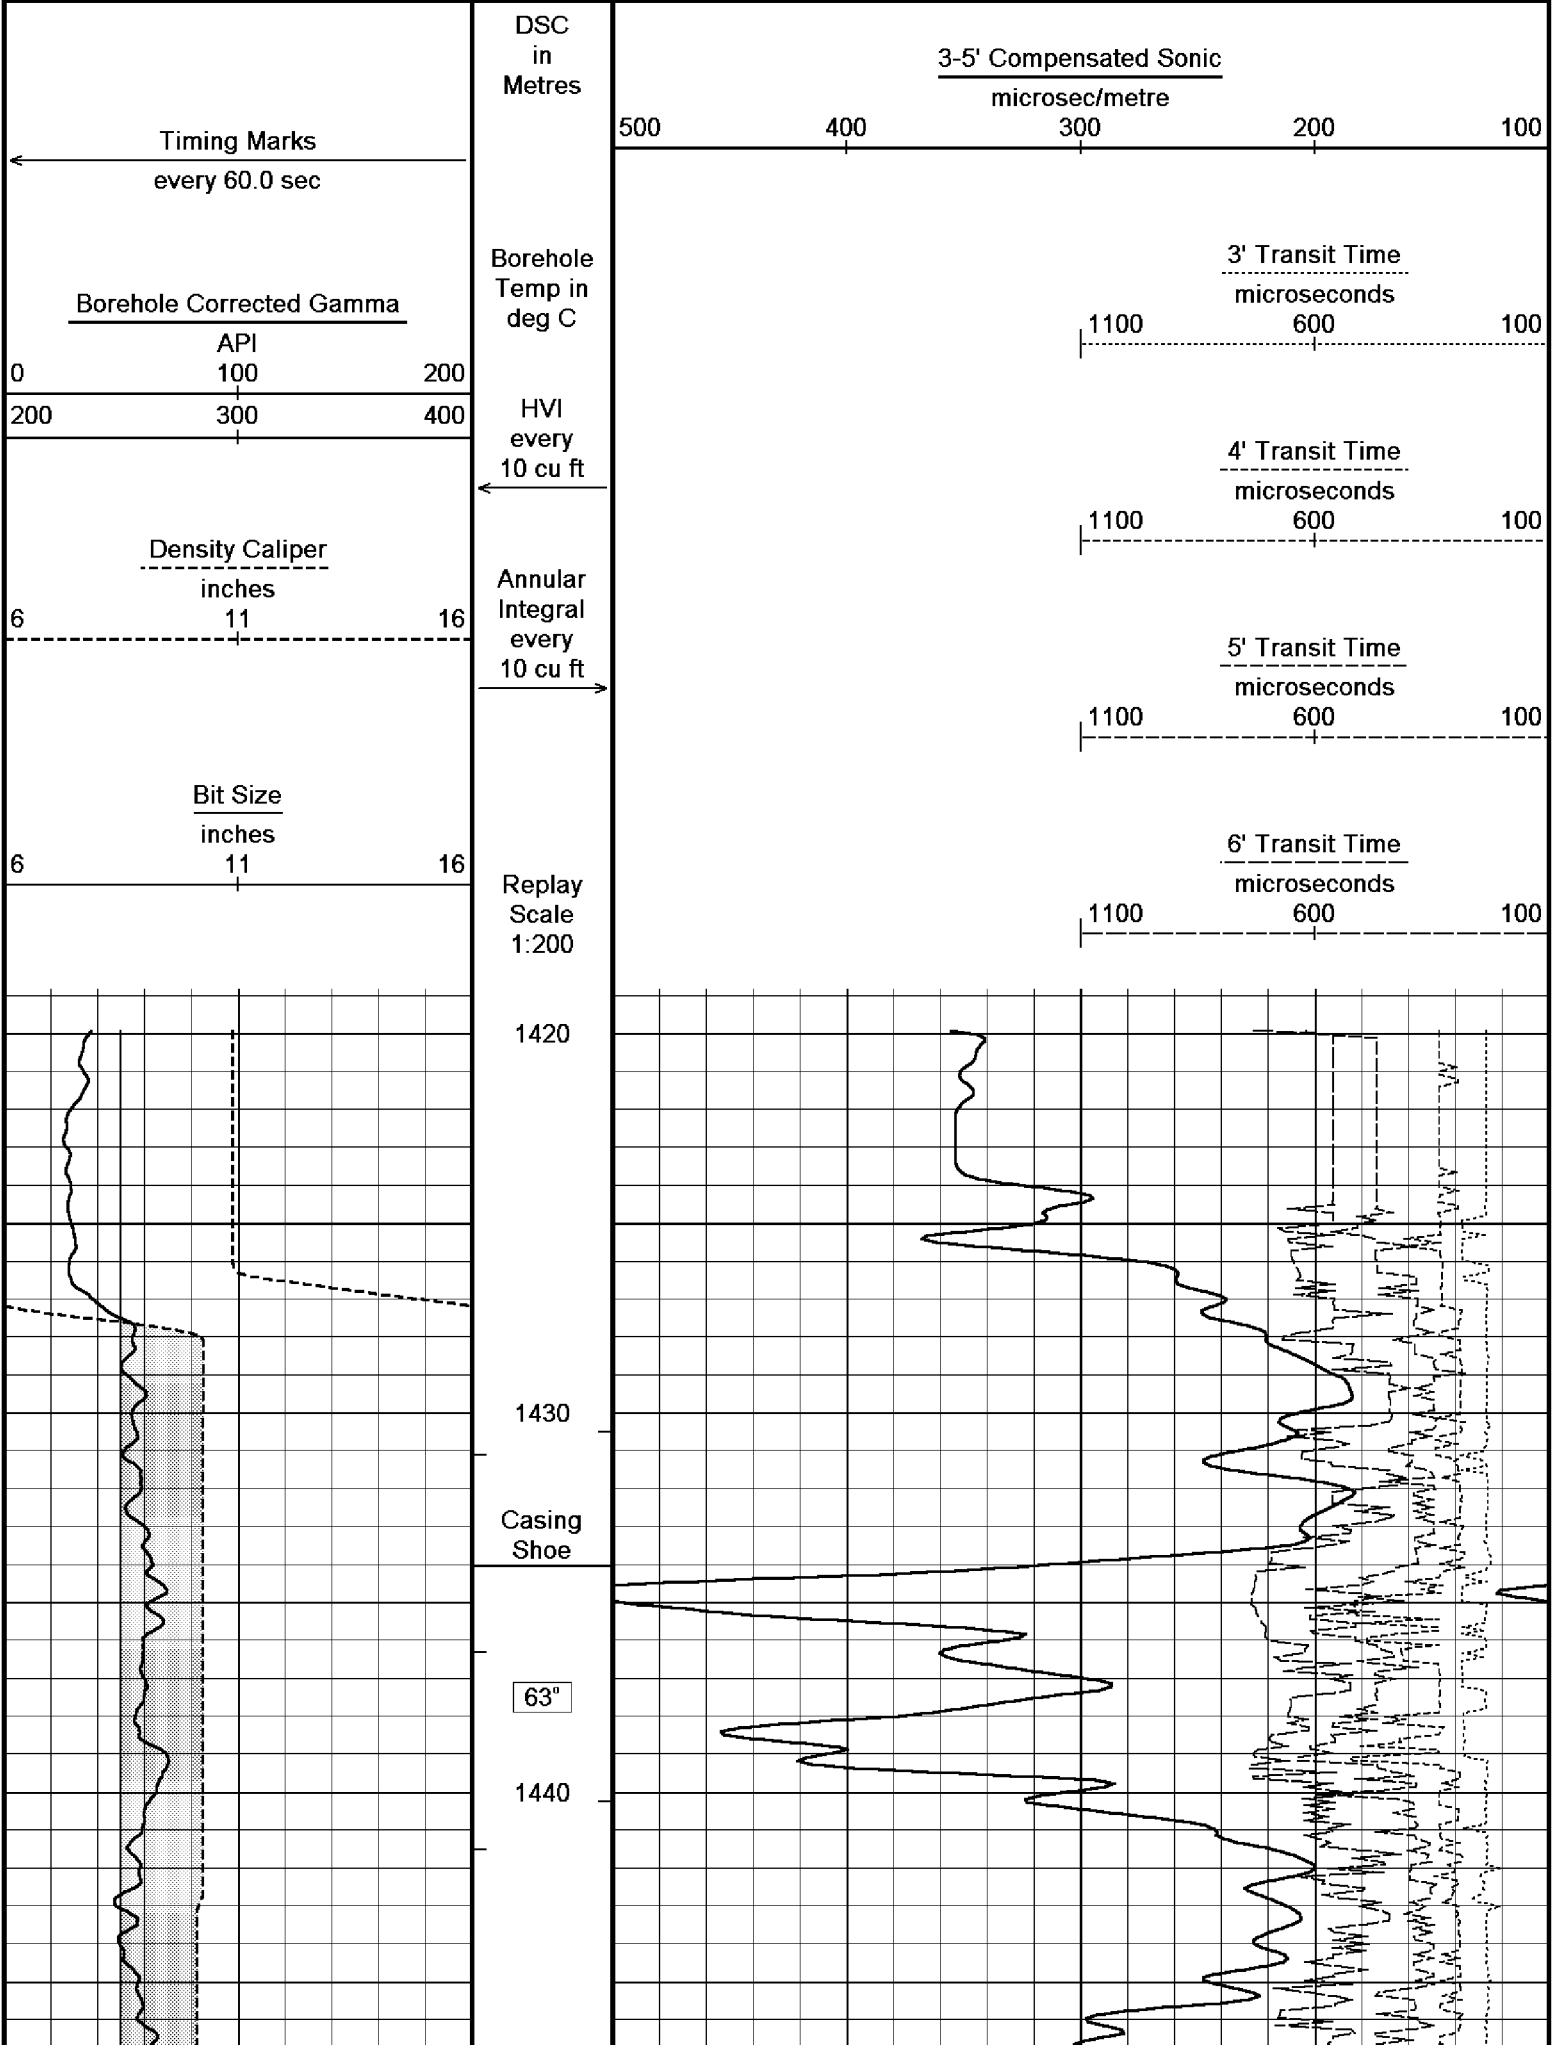 Timing Marks
every 60.0 sec
Borehole Corrected Gamma
API
0 100 200
200 300 400
Density Caliper
inches
6 11 16
Bit Size
inches
6 11 16
DSC
in
Metres
Borehole
Temp in
deg C
HVI
every
10 cu ft
Annular
Integral
every
10 cu ft
Replay
Scale
1:200
3-5' Compensated Sonic
microsec/metre
500 400 300 200 100
3' Transit Time
microseconds
1100 600 100
4' Transit Time
microseconds
1100 600 100
5' Transit Time
microseconds
1100 600 100
6' Transit Time
microseconds
1100 600 100
1420
1430
Casing
Shoe
63°
1440